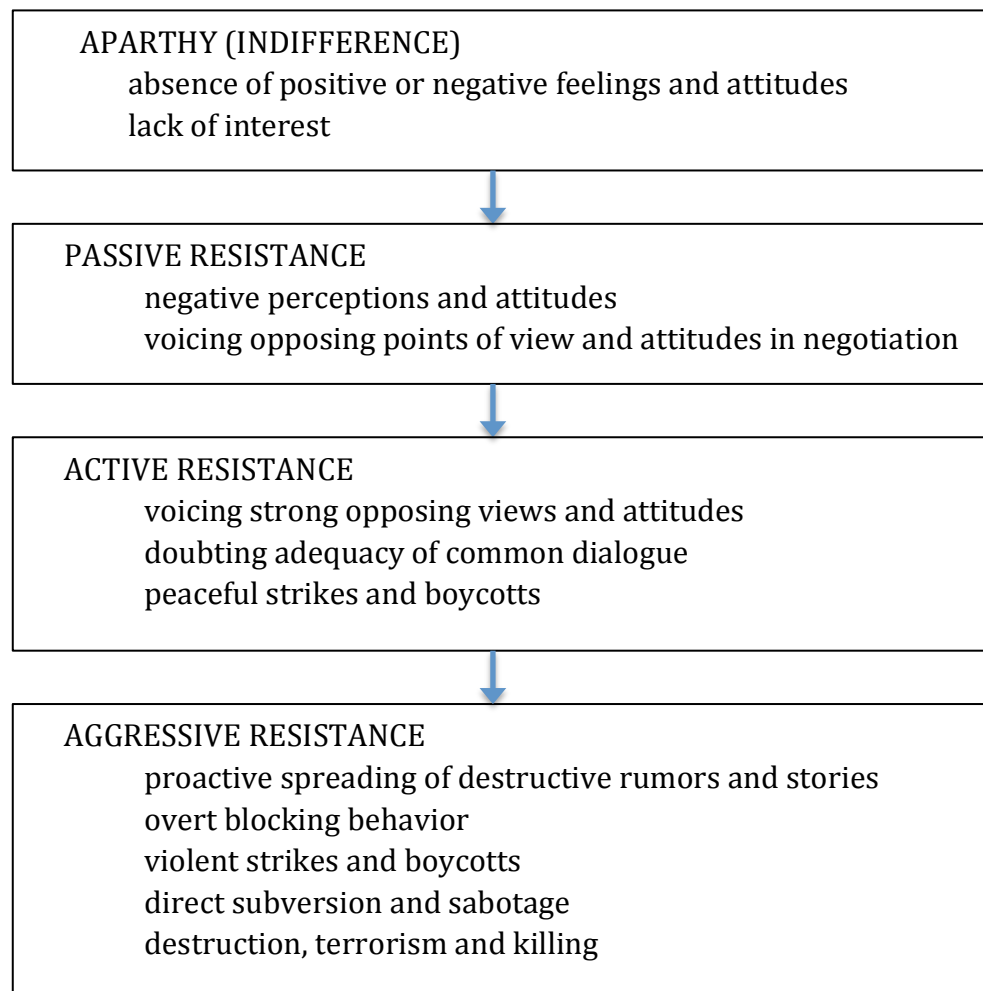 APARTHY (INDIFFERENCE)
absence of positive or negative feelings and attitudes
lack of interest
PASSIVE RESISTANCE
negative perceptions and attitudes
voicing opposing points of view and attitudes in negotiation
ACTIVE RESISTANCE
voicing strong opposing views and attitudes
doubting adequacy of common dialogue
peaceful strikes and boycotts
AGGRESSIVE RESISTANCE
proactive spreading of destructive rumors and stories
overt blocking behavior
violent strikes and boycotts
direct subversion and sabotage
destruction, terrorism and killing